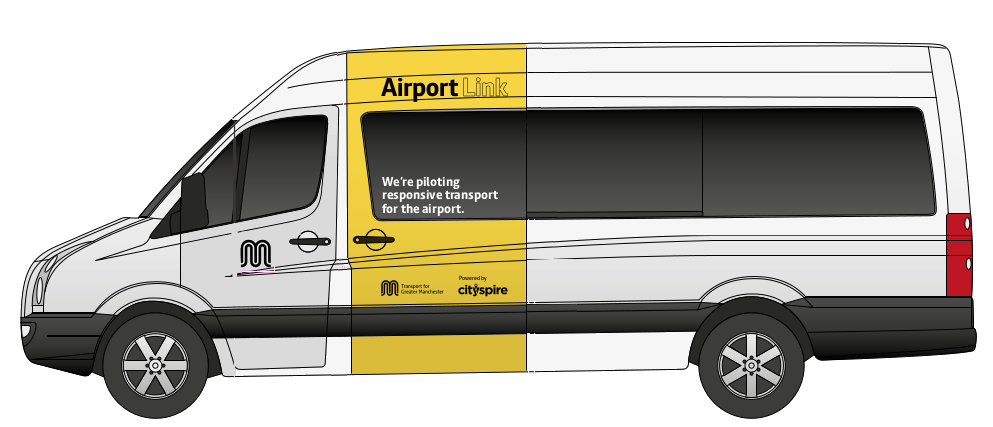 Airport Link
We're piloting
responsive transport
for the airport.
Transport for
Greater Manchester
Powered by
cityspire